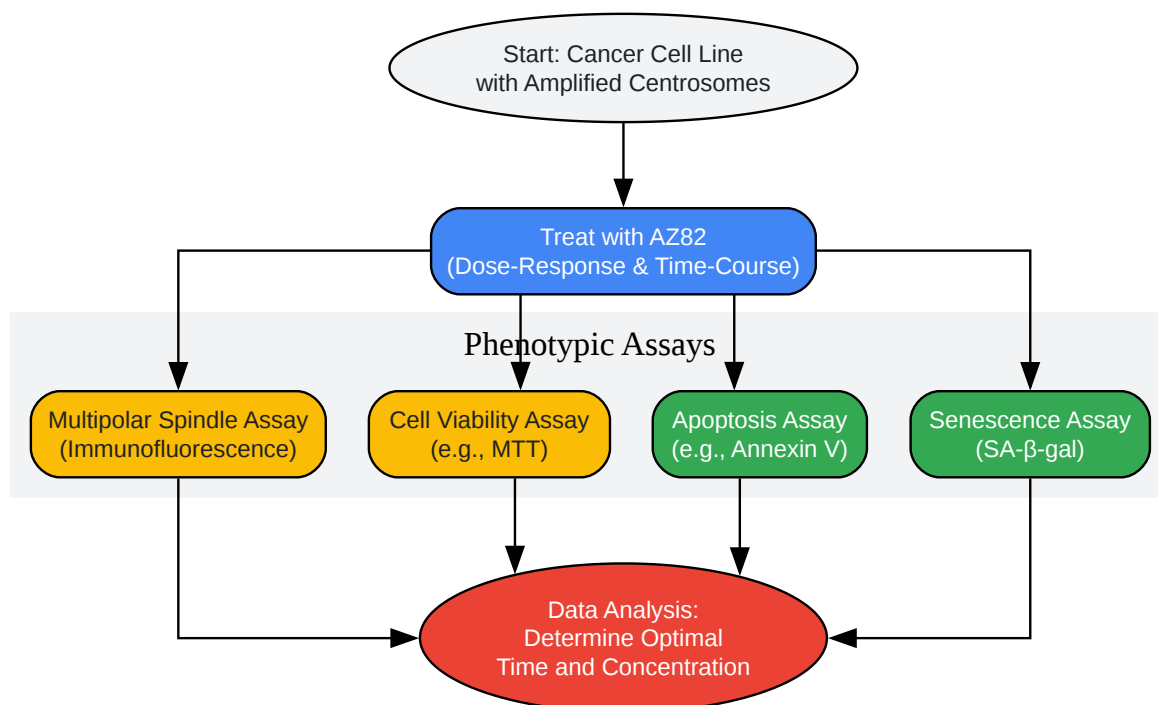 Start: Cancer Cell Line
with Amplified Centrosomes
Treat with AZ82
(Dose-Response & Time-Course)
Phenotypic Assays
Multipolar Spindle Assay
(Immunofluorescence)
Cell Viability Assay
(e.g., MTT)
Apoptosis Assay
(e.g., Annexin V)
Senescence Assay
(SA-β-gal)
Data Analysis:
Determine Optimal
Time and Concentration